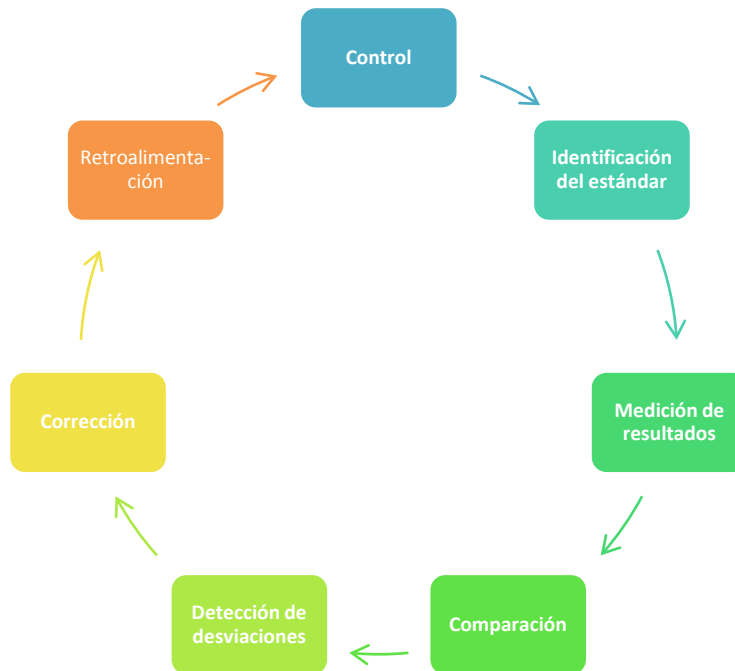 Control
Identificación
del estándar
Medición de
resultados
Comparación
Detección de
desviaciones
Corrección
Retroalimenta-
ción